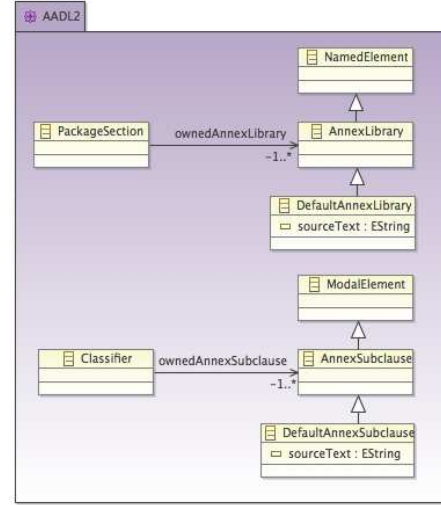 AADL2
NamedElement
PackageSection
ownedAnnexLibrary
AnnexLibrary
~1..*
DefaultAnnexLibrary
sourceText : EString
ModalElement
Classifier
ownedAnnexSubclause
AnnexSubclause
~1..*
DefaultAnnexSubclause
sourceText : EString